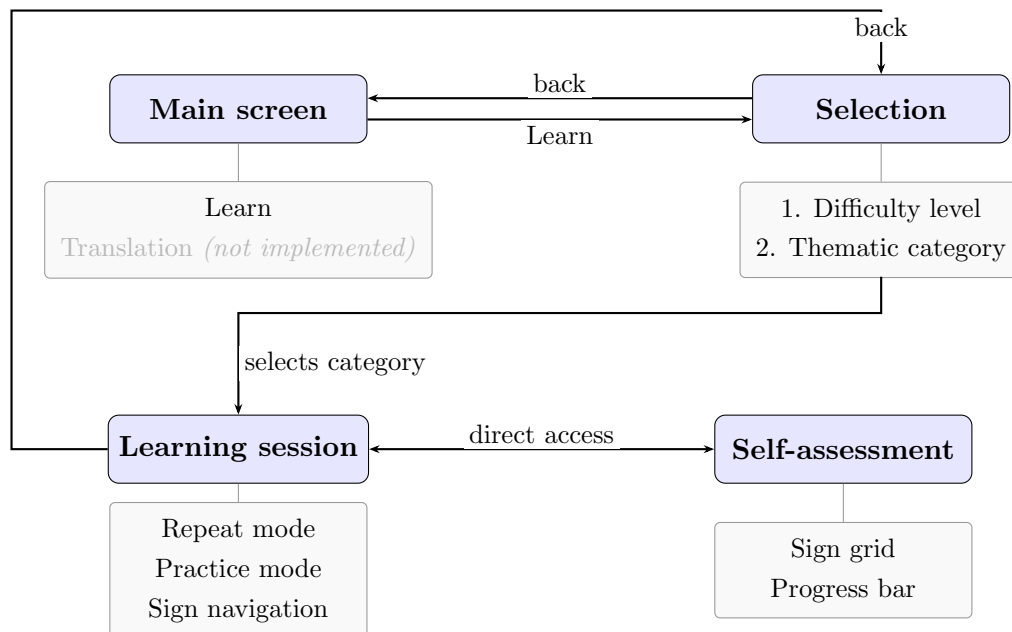 back
back
Main screen
Selection
Learn
Learn
Translation (not implemented)
1. Difficulty level
2. Thematic category
selects category
Learning session
direct access
Self-assessment
Repeat mode
Practice mode
Sign navigation
Sign grid
Progress bar